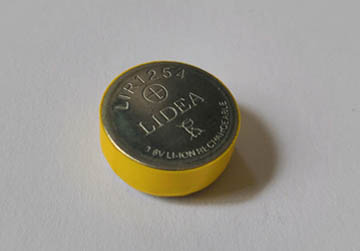 LIR1254
LIDEA
3.6V LI-ION RECHARGEABLE